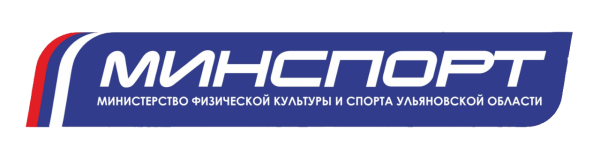 МИНСПОРТ
МИНИСТЕРСТВО ФИЗИЧЕСКОЙ КУЛЬТУРЫ И СПОРТА УЛЬЯНОВСКОЙ ОБЛАСТИ